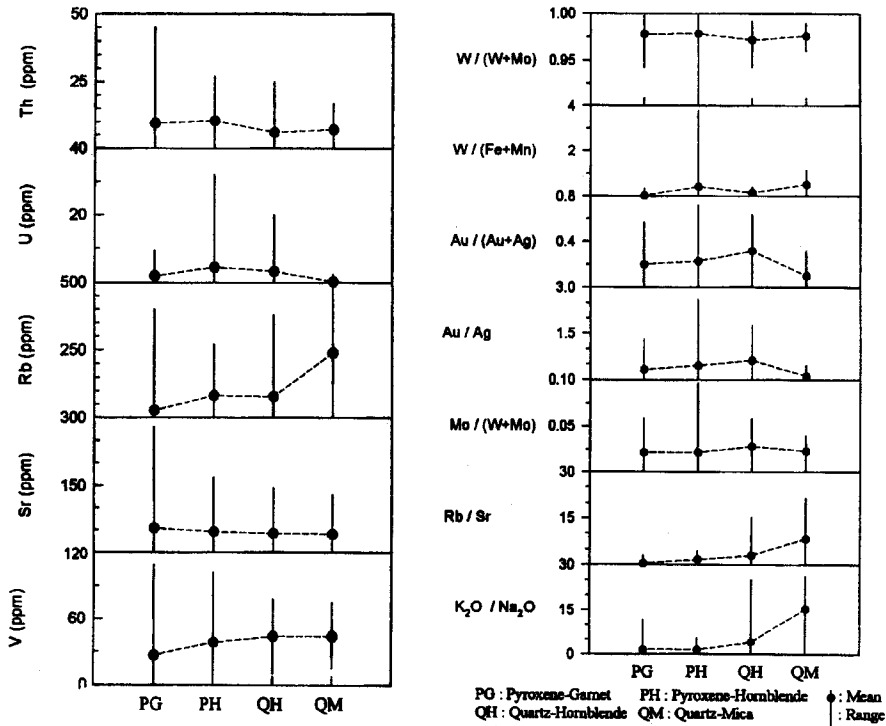 50
25
Th (ppm)
40
20
U (ppm)
500
250
Rb (ppm)
300
150
Sr (ppm)
120
60
V (ppm)
0
PG PH QH QM
1.00
W / (W+Mo)
0.95
4
W / (Fe+Mn)
2
0.8
Au / (Au+Ag)
0.4
3.0
Au / Ag
1.5
0.10
Mo / (W+Mo)
0.05
30
Rb / Sr
15
30
K₂O / Na₂O
15
0
PG PH QH QM
PG : Pyroxene-Garnet PH : Pyroxene-Hornblende : Mean
QH : Quartz-Hornblende QM : Quartz-Mica : Range